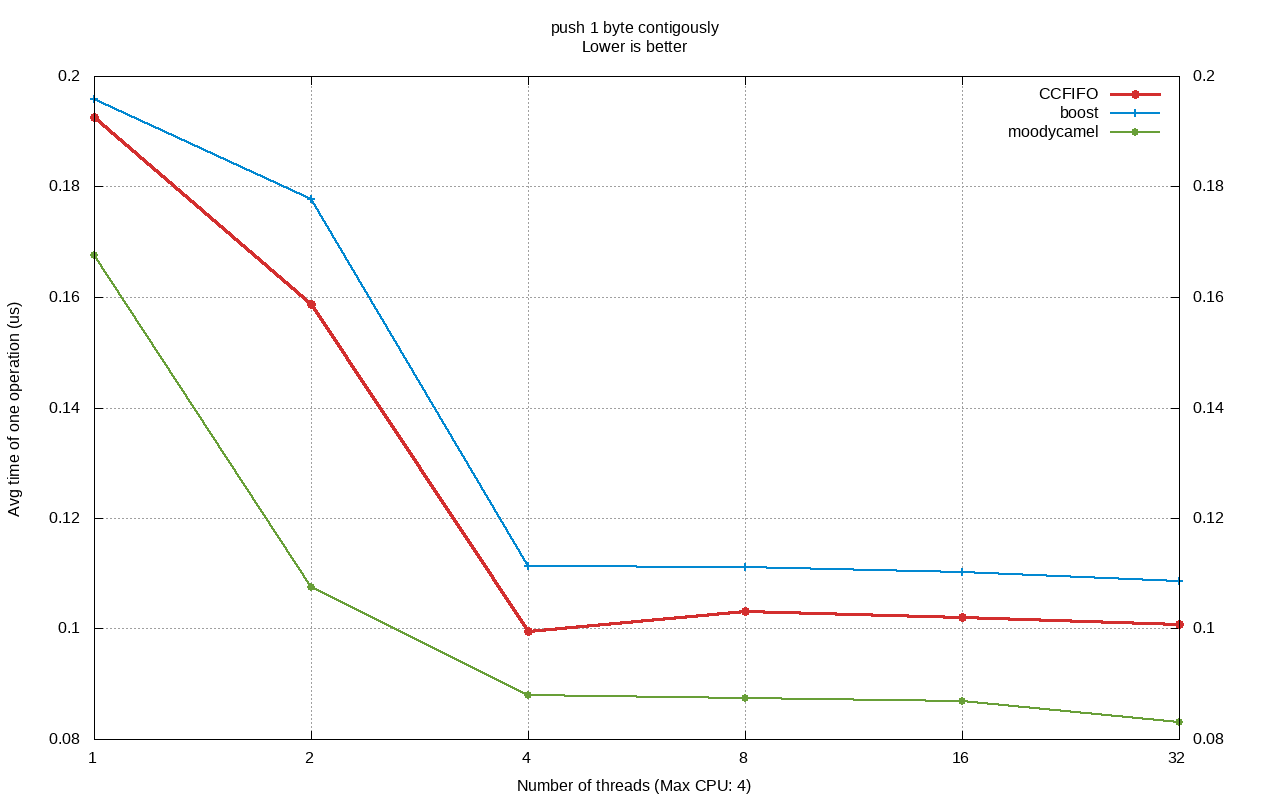 push 1 byte contigously
Lower is better
0.2
0.18
0.16
0.14
0.12
0.1
0.08
0.2
0.18
0.16
0.14
0.12
0.1
0.08
CCFIFO
boost
moodycamel
Avg time of one operation (us)
1 2 4 8 16 32
Number of threads (Max CPU: 4)